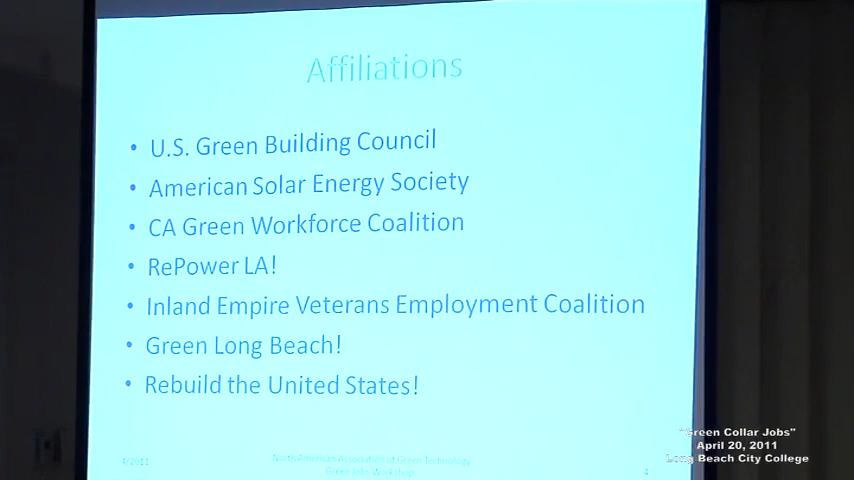 Affiliations
• U.S. Green Building Council
• American Solar Energy Society
• CA Green Workforce Coalition
• RePower LA!
• Inland Empire Veterans Employment Coalition
• Green Long Beach!
• Rebuild the United States!
4/2011
North American Association of Green Technology
Green Jobs Workshop
4
"Green Collar Jobs"
April 20, 2011
Long Beach City College